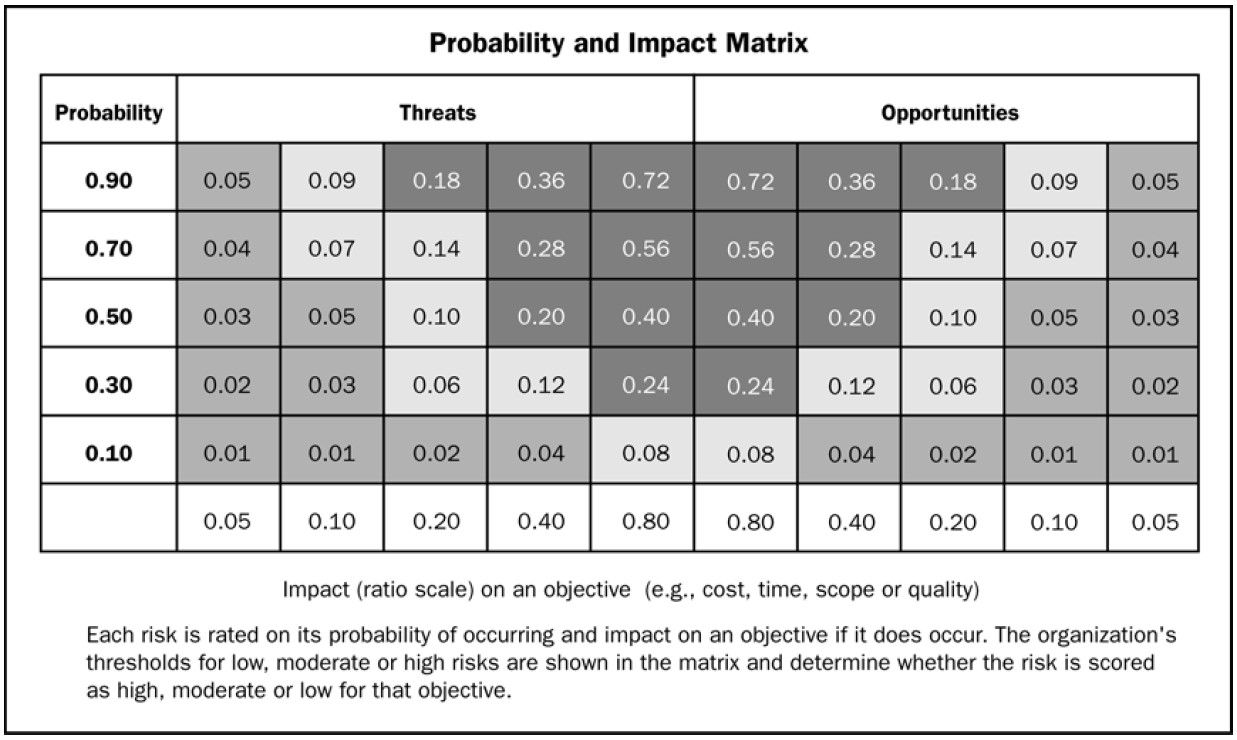 Probability and Impact Matrix
Probability Threats Opportunities
0.90 0.05 0.09 0.18 0.36 0.72 0.72 0.36 0.18 0.09 0.05
0.70 0.04 0.07 0.14 0.28 0.56 0.56 0.28 0.14 0.07 0.04
0.50 0.03 0.05 0.10 0.20 0.40 0.40 0.20 0.10 0.05 0.03
0.30 0.02 0.03 0.06 0.12 0.24 0.24 0.12 0.06 0.03 0.02
0.10 0.01 0.01 0.02 0.04 0.08 0.08 0.04 0.02 0.01 0.01
0.05 0.10 0.20 0.40 0.80 0.80 0.40 0.20 0.10 0.05
Impact (ratio scale) on an objective (e.g., cost, time, scope or quality)
Each risk is rated on its probability of occurring and impact on an objective if it does occur. The organization's
thresholds for low, moderate or high risks are shown in the matrix and determine whether the risk is scored
as high, moderate or low for that objective.